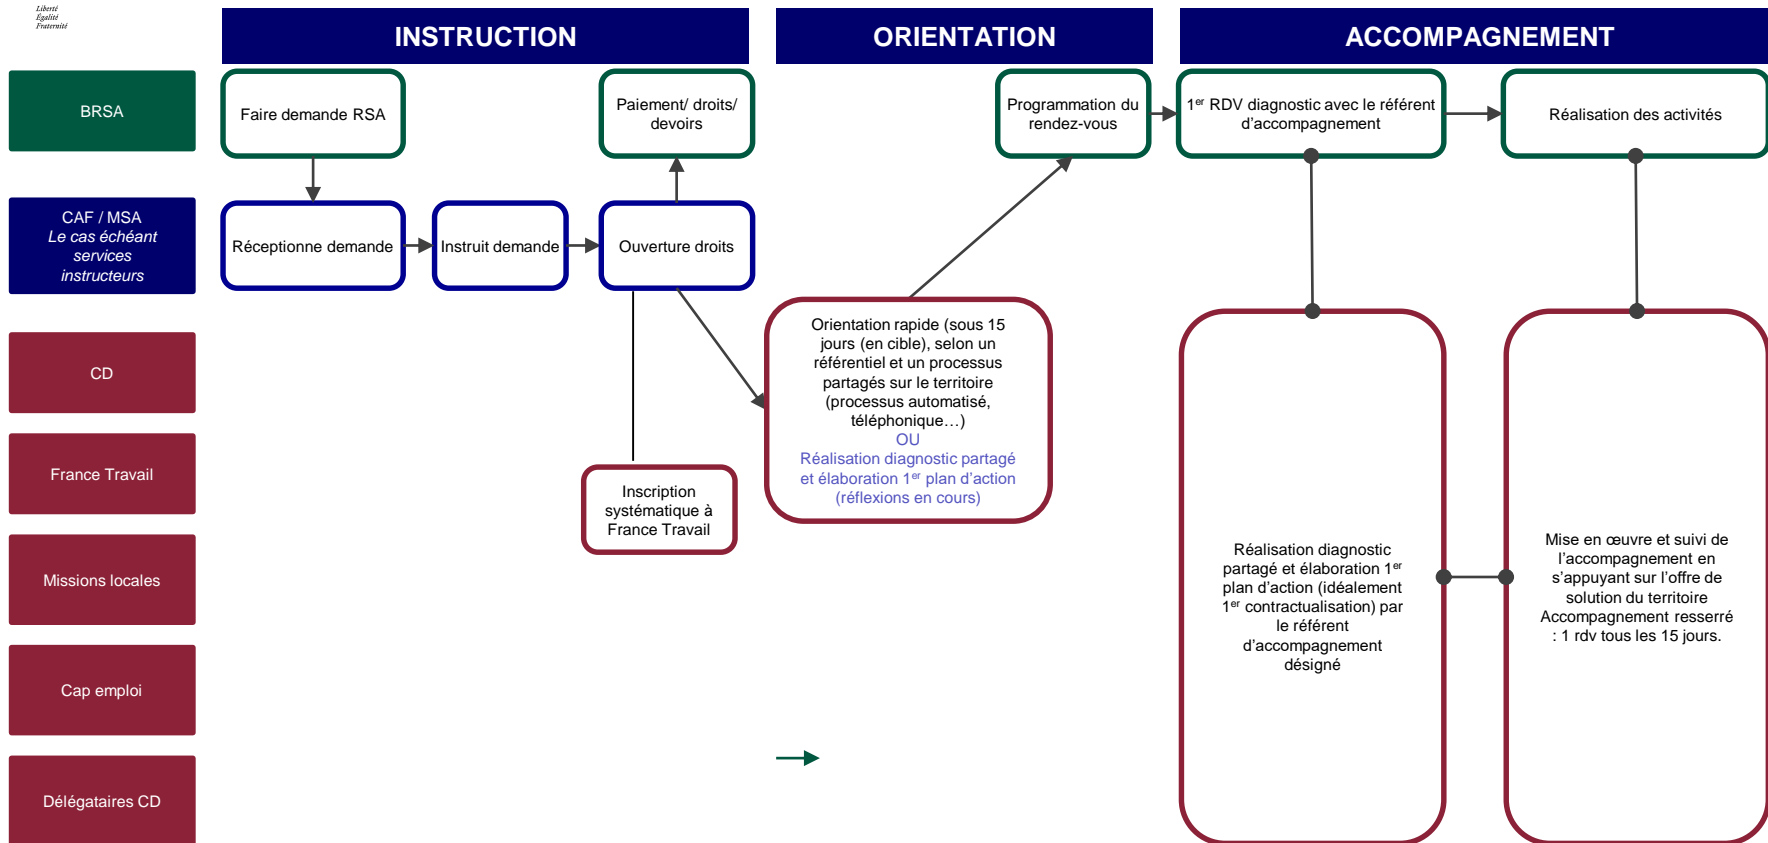 Liberté
Égalité
Fraternité
INSTRUCTION
ORIENTATION
ACCOMPAGNEMENT
BRSA
Faire demande RSA
Paiement/ droits/
devoirs
Programmation du
rendez-vous
1er RDV diagnostic avec le référent
d’accompagnement
Réalisation des activités
CAF / MSA
Le cas échéant
services
instructeurs
Réceptionne demande
Instruit demande
Ouverture droits
CD
France Travail
Missions locales
Cap emploi
Délégataires CD
Inscription
systématique à
France Travail
Orientation rapide (sous 15
jours (en cible), selon un
référentiel et un processus
partagés sur le territoire
(processus automatisé,
téléphonique…)
OU
Réalisation diagnostic partagé
et élaboration 1er plan d’action
(réflexions en cours)
Réalisation diagnostic
partagé et élaboration 1er
plan d’action (idéalement
1er contractualisation) par
le référent
d’accompagnement
désigné
Mise en œuvre et suivi de
l’accompagnement en
s’appuyant sur l’offre de
solution du territoire
Accompagnement resserré
: 1 rdv tous les 15 jours.